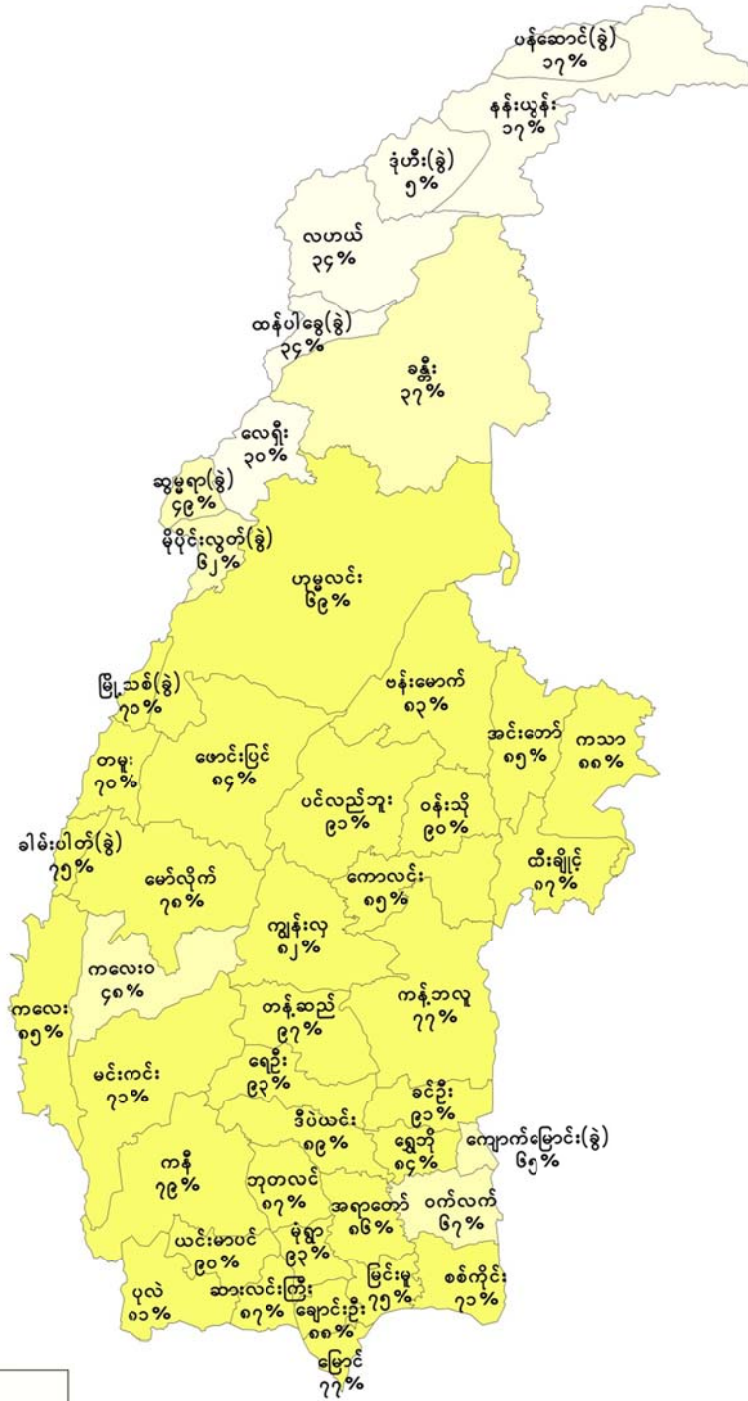 ပန်ဆောင်(ခွဲ)
၁၇%
နန်းယွန်း
၁၇%
ဒုံဟီး(ခွဲ)
၅%
လဟယ်
၃၄%
ထန်ပါခွေ(ခွဲ)
၃၄%
ခန္တီး
၃၇%
လေရှီး
၃၀%
ဆွမ္မရာ(ခွဲ)
၄၉%
မိုပိုင်းလွတ်(ခွဲ)
၆၂%
ဟုမ္မလင်း
၆၉%
မြို့သစ်(ခွဲ)
၇၁%
ဗန်းမောက်
၈၃%
အင်းတော်
၈၅%
ကသာ
၈၈%
တမူး
၇၀%
ဖောင်းပြင်
၈၄%
ပင်လည်ဘူး
၉၁%
ဝန်းသို
၉၀%
ခါမ်းပါတ်(ခွဲ)
၇၅%
မော်လိုက်
၇၈%
ကောလင်း
၈၅%
ထီးချိုင့်
၈၇%
ကျွန်းလှ
၈၂%
ကလေးဝ
၄၈%
ကလေး
၈၅%
တန့်ဆည်
၉၇%
ကန့်ဘလူ
၇၇%
မင်းကင်း
၇၁%
ရေဦး
၉၃%
ခင်ဦး
၉၁%
ဒီပဲယင်း
၈၉%
ရွှေဘို
၈၄%
ကျောက်မြောင်း(ခွဲ)
၆၅%
ကနီ
၇၉%
ဘုတလင်
၈၇%
အရာတော်
၈၆%
ဝက်လက်
၆၇%
ယင်းမာပင်
၉၀%
မုံရွာ
၉၃%
ပုလဲ
၈၁%
ဆားလင်းကြီး
၈၇%
ချောင်းဦး
၈၈%
မြင်းမူ
၇၅%
စစ်ကိုင်း
၇၁%
မြောင်
၇၇%